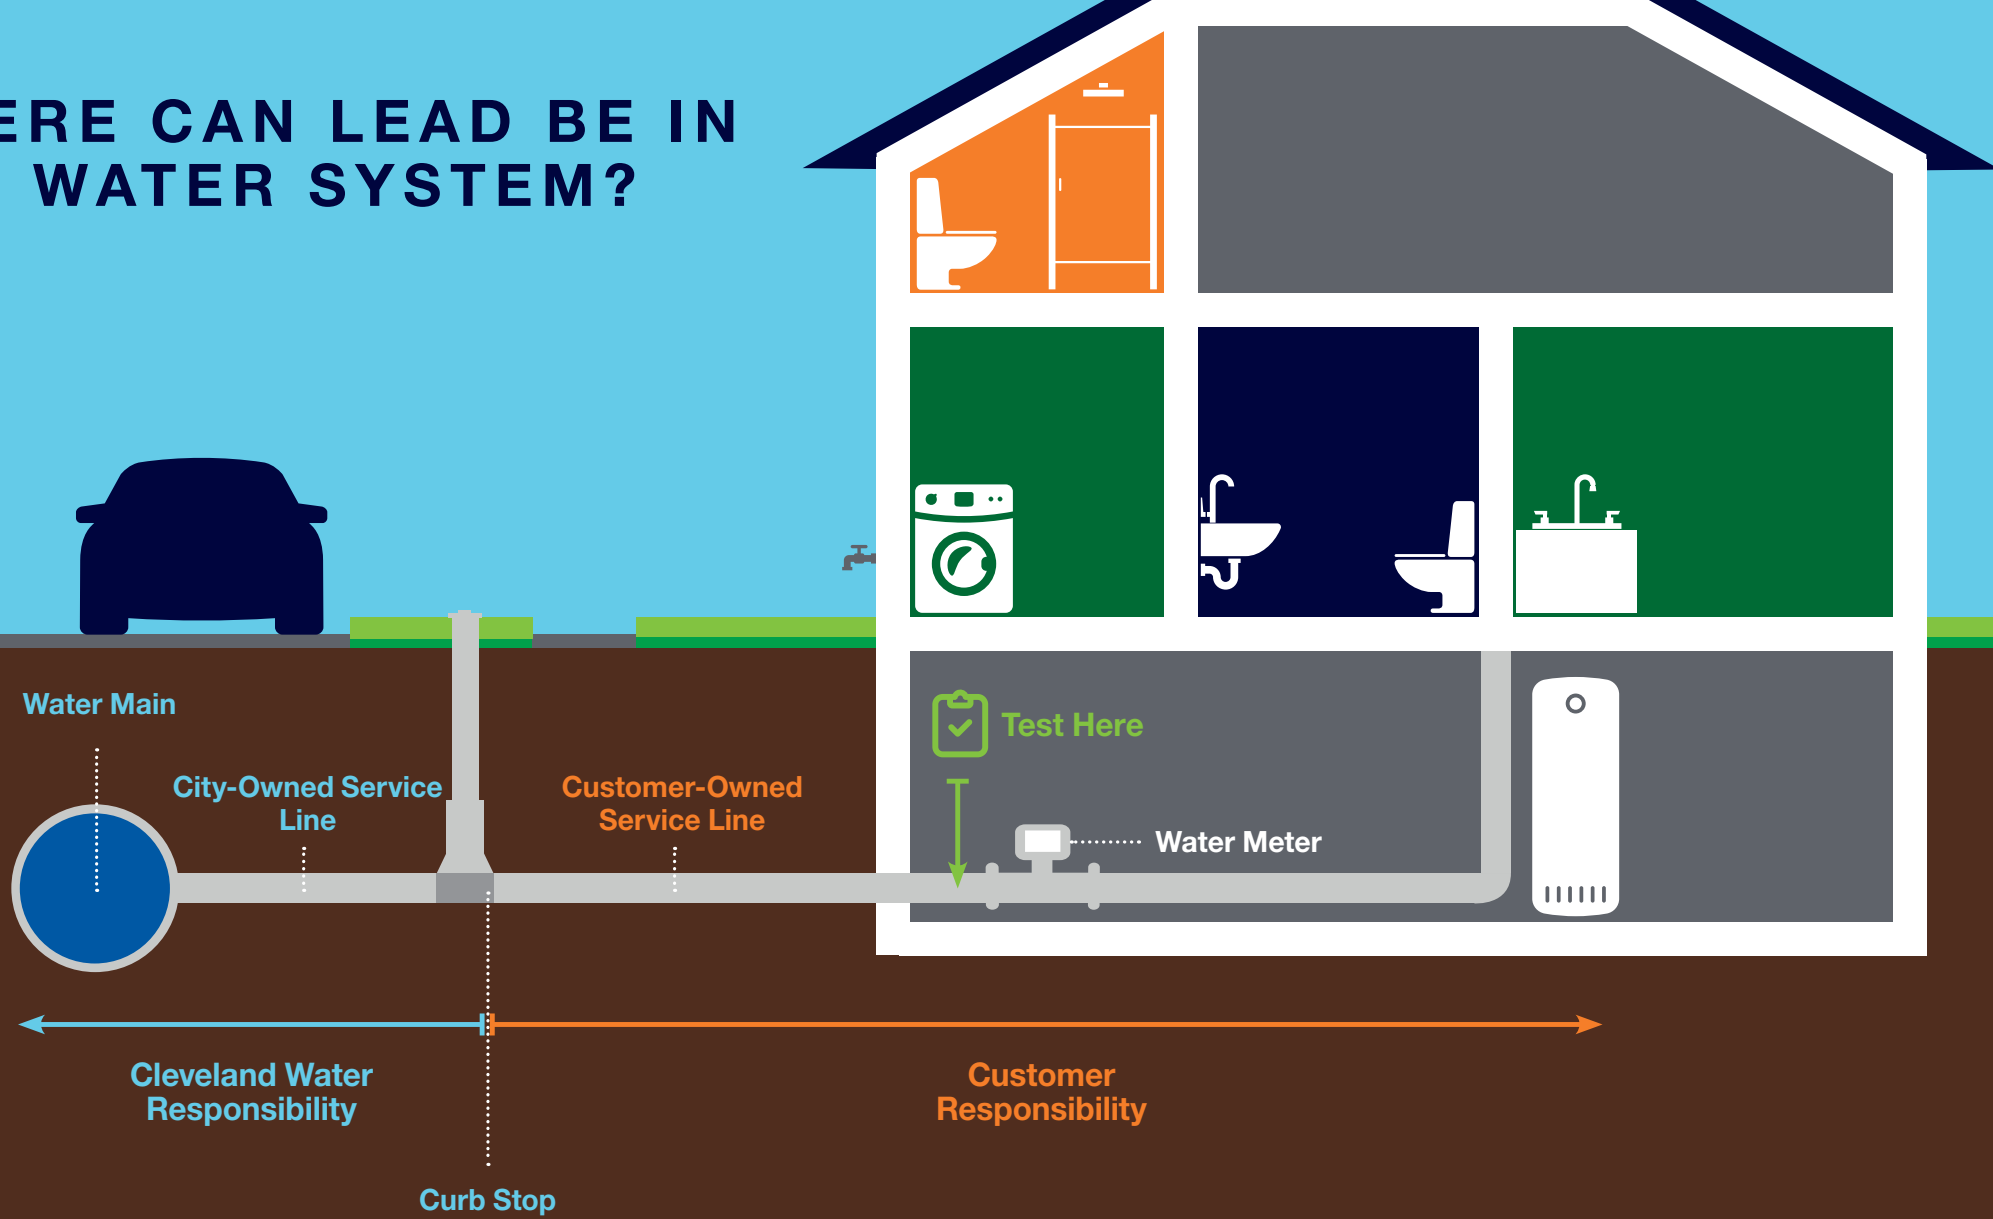 ERE CAN LEAD BE IN
WATER SYSTEM?
Water Main
City-Owned Service
Line
Customer-Owned
Service Line
Test Here
Water Meter
Cleveland Water
Responsibility
Customer
Responsibility
Curb Stop